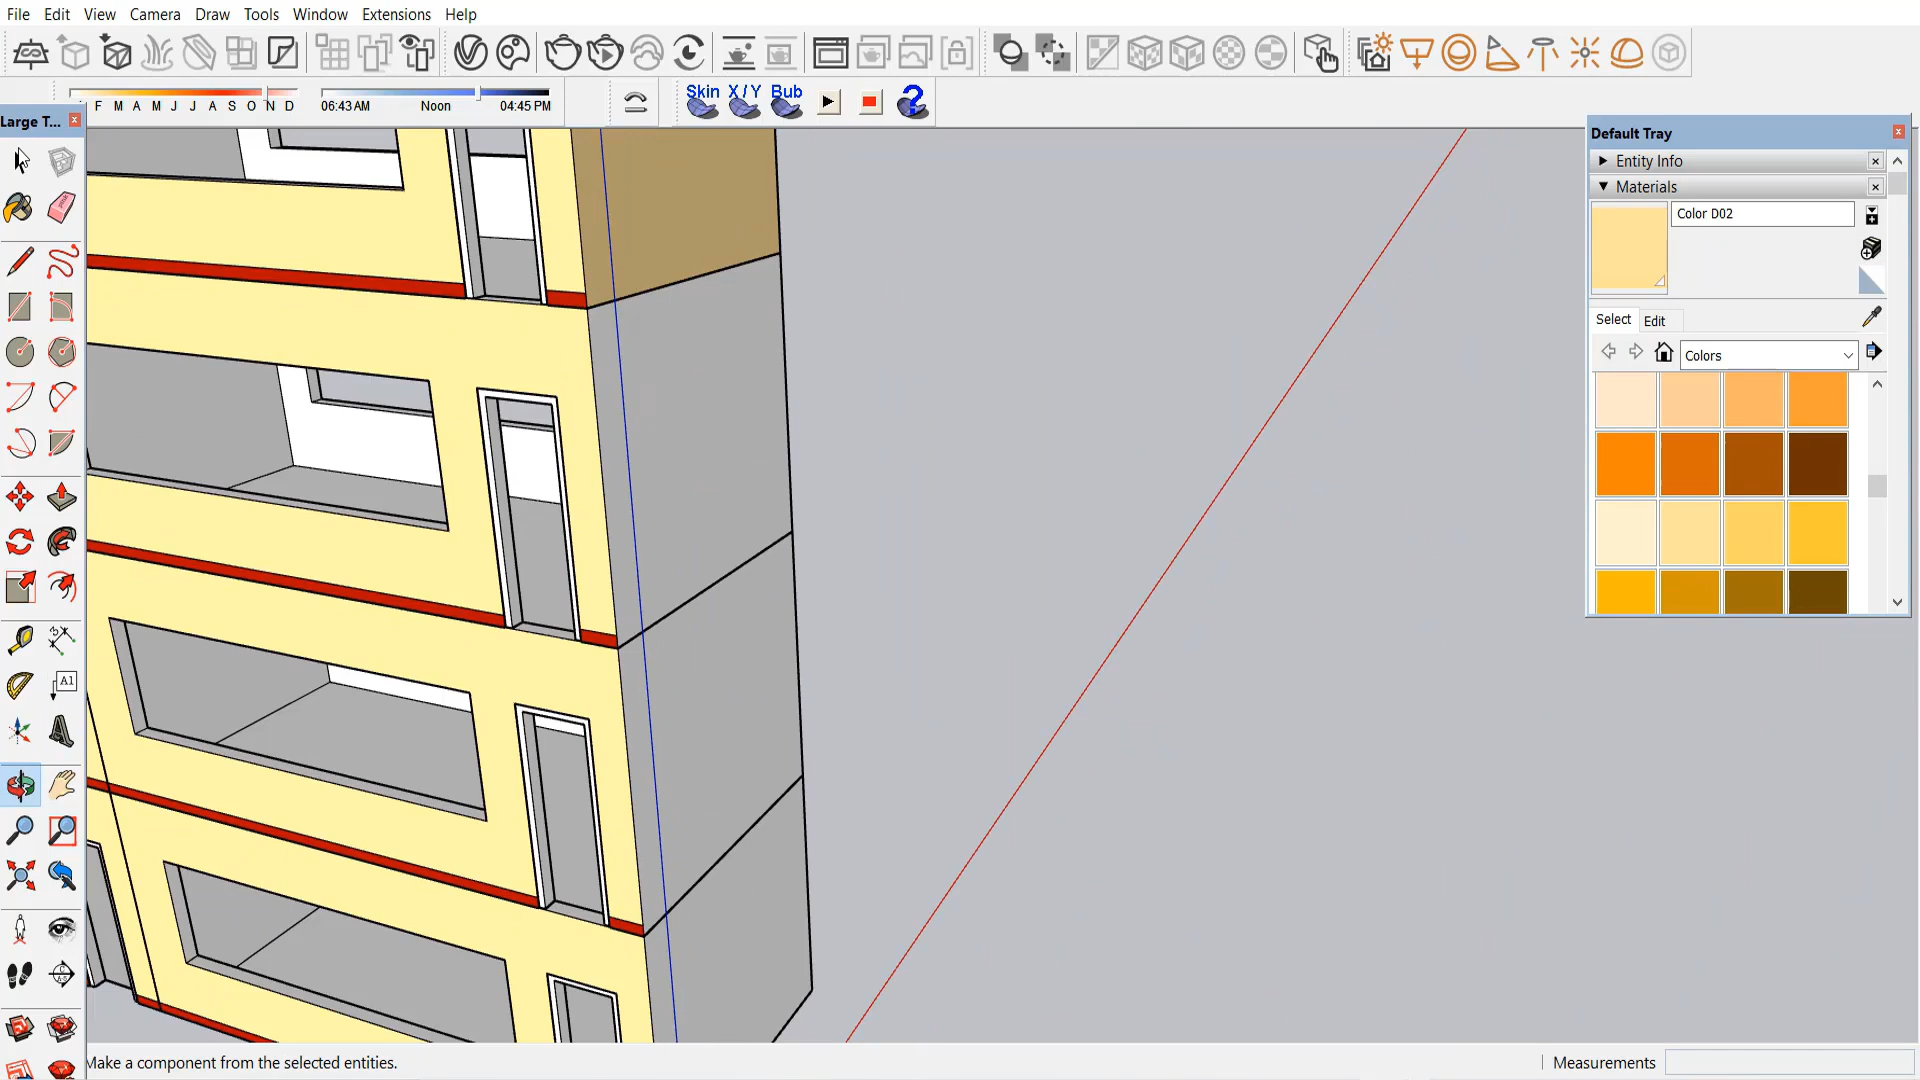 File Edit View Camera Draw Tools Window Extensions Help
F M A M J J A S O N D 06:43 AM Noon 04:45 PM
Skin X/Y Bub ?
Large T...
Default Tray
Entity Info
Materials
Color D02
Select Edit
Colors
A1
Make a component from the selected entities.
Measurements